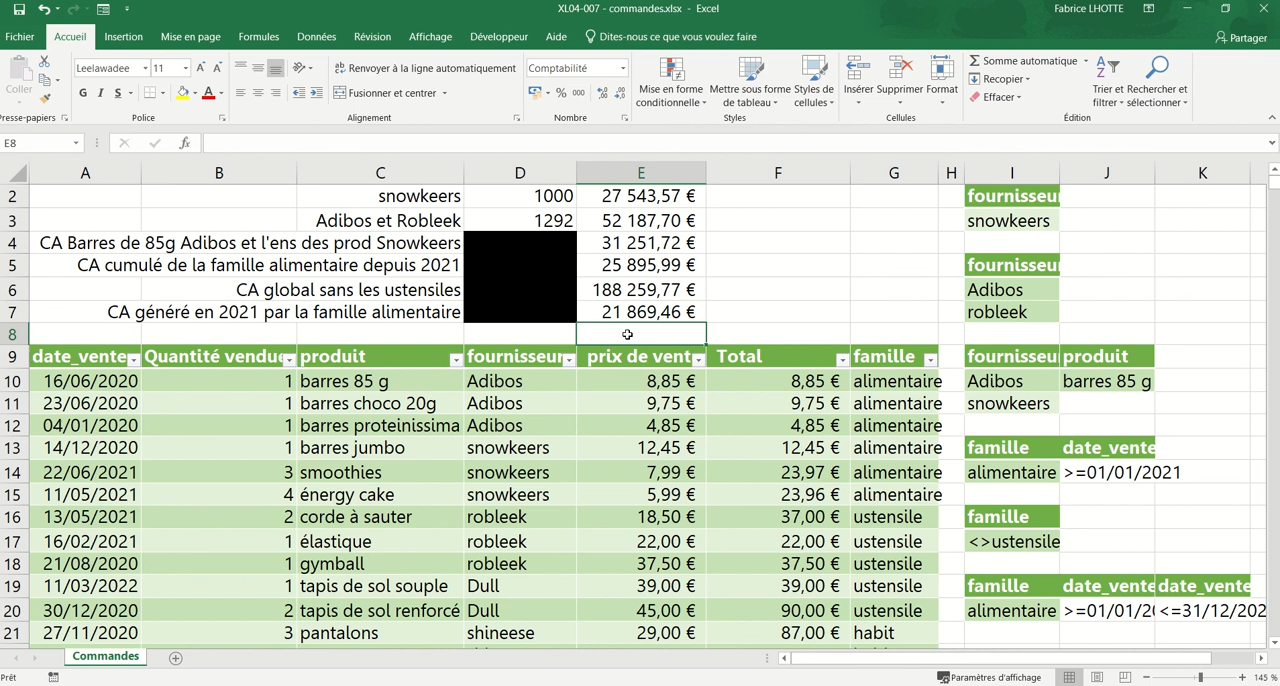 XL04-007 - commandes.xlsx - Excel
Fabrice LHOTTE
Fichier Accueil Insertion Mise en page Formules Données Révision Affichage Développeur Aide Dites-nous ce que vous voulez faire Partager
Coller
Leelawadee 11
G I S
Renvoyer à la ligne automatiquement
Fusionner et centrer
Comptabilité
% 000
Mise en forme conditionnelle
Mettre sous forme de tableau
Styles de cellules
Insérer Supprimer Format
Somme automatique
Recopier
Effacer
Trier et filtrer
Rechercher et sélectionner
Presse-papiers Police Alignement Nombre Styles Cellules Édition
E8 fx
A B C D E F G H I J K
2 snowkeers 1000 27 543,57 € fournisseur
3 Adibos et Robleek 1292 52 187,70 € snowkeers
4 CA Barres de 85g Adibos et l'ens des prod Snowkeers 31 251,72 €
5 CA cumulé de la famille alimentaire depuis 2021 25 895,99 € fournisseur
6 CA global sans les ustensiles 188 259,77 € Adibos
7 CA généré en 2021 par la famille alimentaire 21 869,46 € robleek
8
9 date_vente Quantité vendue produit fournisseur prix de vent Total famille fournisseur produit
10 16/06/2020 1 barres 85 g Adibos 8,85 € 8,85 € alimentaire Adibos barres 85 g
11 23/06/2020 1 barres choco 20g Adibos 9,75 € 9,75 € alimentaire snowkeers
12 04/01/2020 1 barres proteinissima Adibos 4,85 € 4,85 € alimentaire
13 14/12/2020 1 barres jumbo snowkeers 12,45 € 12,45 € alimentaire famille date_vente
14 22/06/2021 3 smoothies snowkeers 7,99 € 23,97 € alimentaire alimentaire >=01/01/2021
15 11/05/2021 4 énergy cake snowkeers 5,99 € 23,96 € alimentaire
16 13/05/2021 2 corde à sauter robleek 18,50 € 37,00 € ustensile famille
17 16/02/2021 1 élastique robleek 22,00 € 22,00 € ustensile <>ustensile
18 21/08/2020 1 gymball robleek 37,50 € 37,50 € ustensile
19 11/03/2022 1 tapis de sol souple Dull 39,00 € 39,00 € ustensile famille date_vente date_vente
20 30/12/2020 2 tapis de sol renforcé Dull 45,00 € 90,00 € ustensile alimentaire >=01/01/20 <=31/12/202
21 27/11/2020 3 pantalons shineese 29,00 € 87,00 € habit
Commandes
Prêt
Paramètres d'affichage
145 %